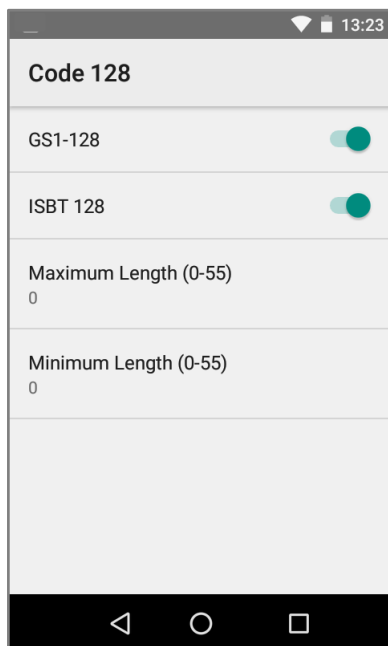 13:23
Code 128
GS1-128
ISBT 128
Maximum Length (0-55)
0
Minimum Length (0-55)
0